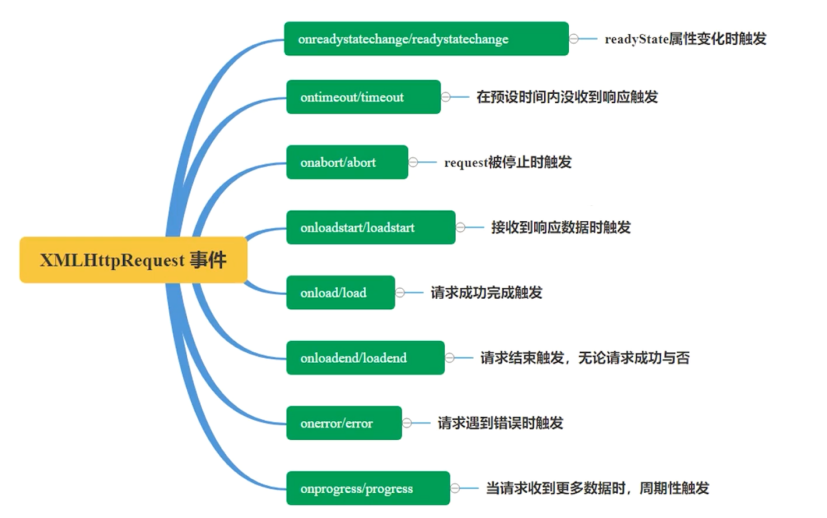 onreadystatechange/readystatechange
readyState属性变化时触发
ontimeout/timeout
在预设时间内没收到响应触发
onabort/abort
request被停止时触发
onloadstart/loadstart
接收到响应数据时触发
XMLHttpRequest 事件
onload/load
请求成功完成触发
onloadend/loadend
请求结束触发，无论请求成功与否
onerror/error
请求遇到错误时触发
onprogress/progress
当请求收到更多数据时，周期性触发